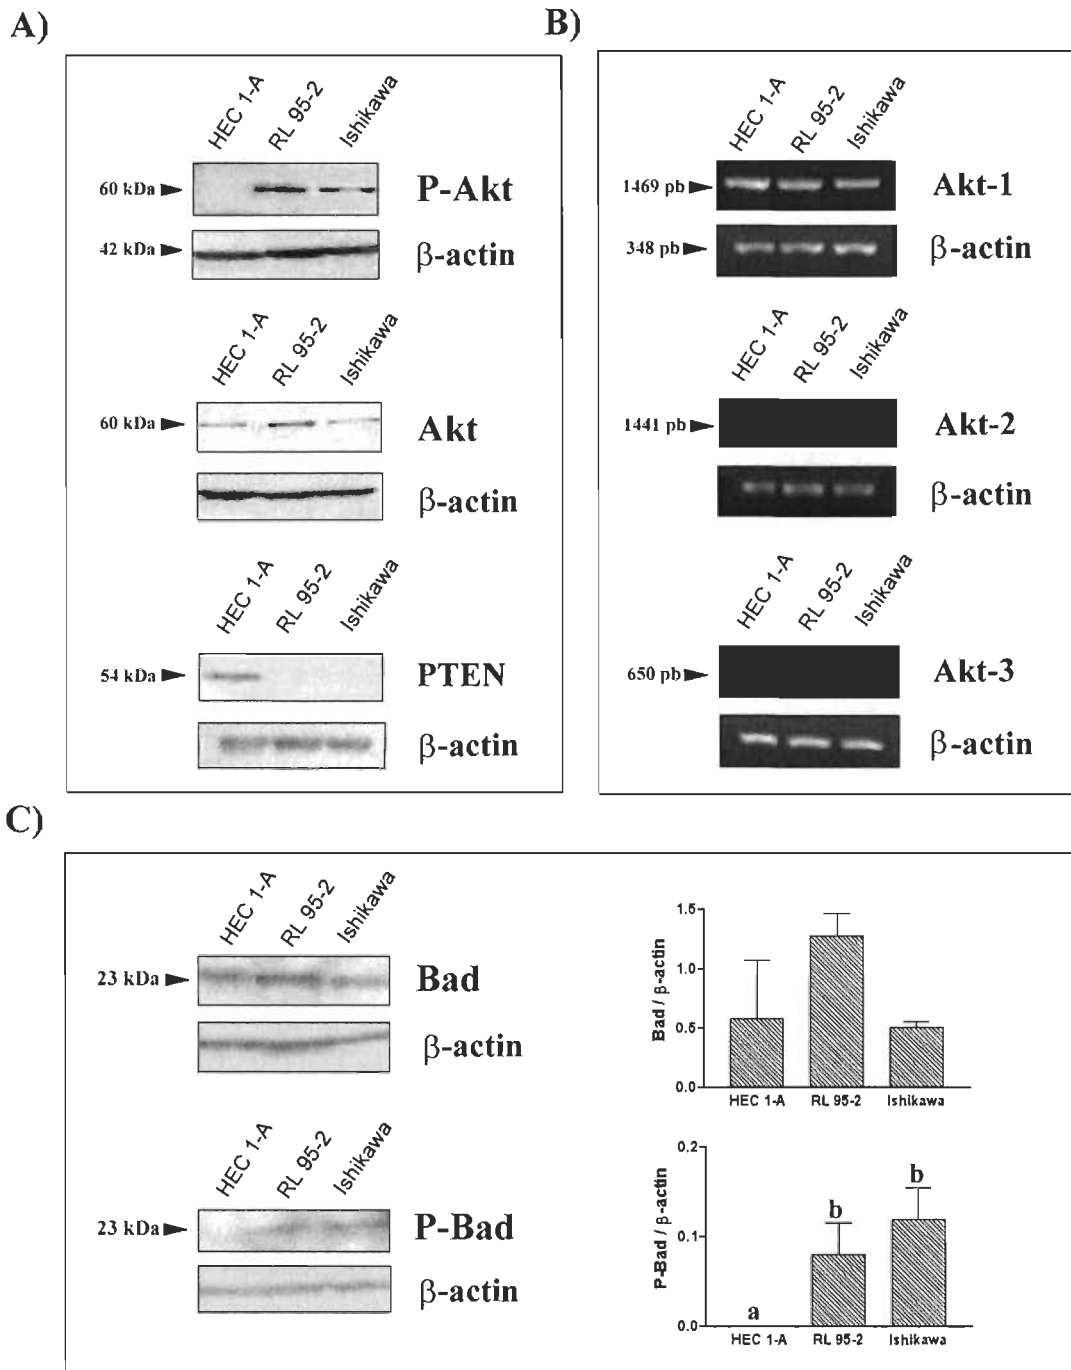 A)
HEC 1-A RL 95-2 Ishikawa
60 kDa P-Akt
42 kDa β-actin
HEC 1-A RL 95-2 Ishikawa
60 kDa Akt
β-actin
HEC 1-A RL 95-2 Ishikawa
54 kDa PTEN
β-actin
B)
HEC 1-A RL 95-2 Ishikawa
1469 pb Akt-1
348 pb β-actin
HEC 1-A RL 95-2 Ishikawa
1441 pb Akt-2
β-actin
HEC 1-A RL 95-2 Ishikawa
650 pb Akt-3
β-actin
C)
HEC 1-A RL 95-2 Ishikawa
23 kDa Bad
β-actin
HEC 1-A RL 95-2 Ishikawa
23 kDa P-Bad
β-actin
Bad / β-actin
1.5
1.0
0.5
0.0
HEC 1-A RL 95-2 Ishikawa
P-Bad / β-actin
0.2
0.1
0.0
a b b
HEC 1-A RL 95-2 Ishikawa